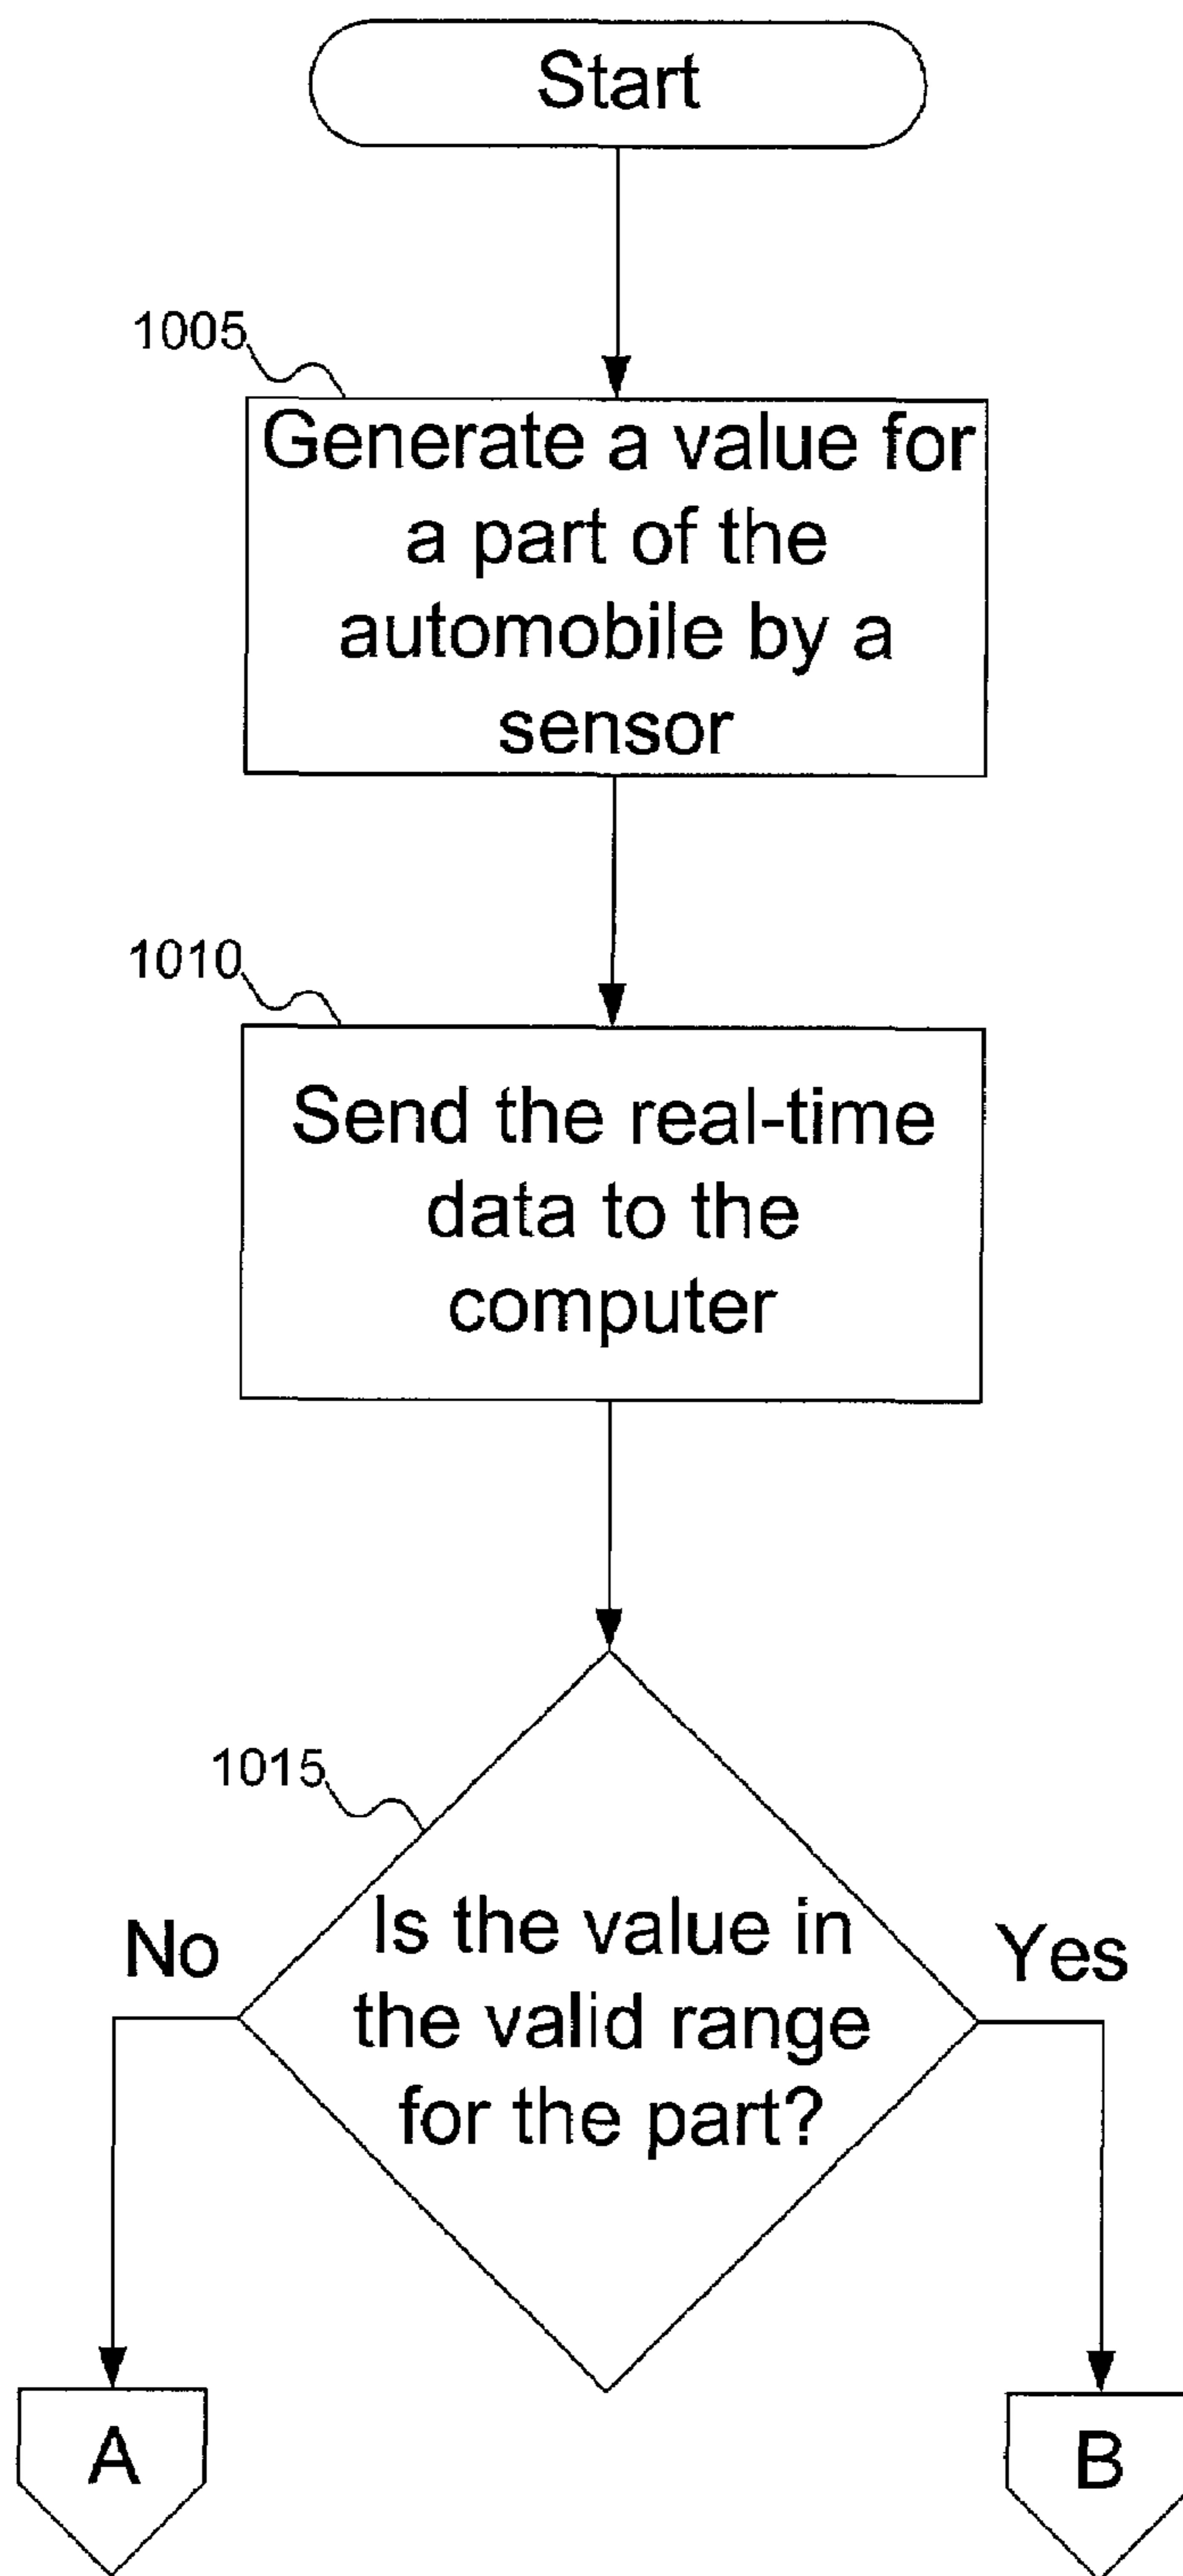 Start
1005
Generate a value for
a part of the
automobile by a
sensor
1010
Send the real-time
data to the
computer
1015
Is the value in
the valid range
for the part?
No
Yes
A
B